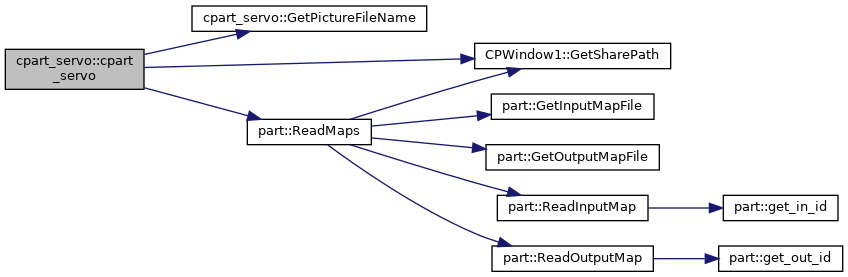 cpart_servo::GetPictureFileName
cpart_servo::cpart
_servo
CPWindow1::GetSharePath
part::GetInputMapFile
part::ReadMaps
part::GetOutputMapFile
part::ReadInputMap
part::get_in_id
part::ReadOutputMap
part::get_out_id